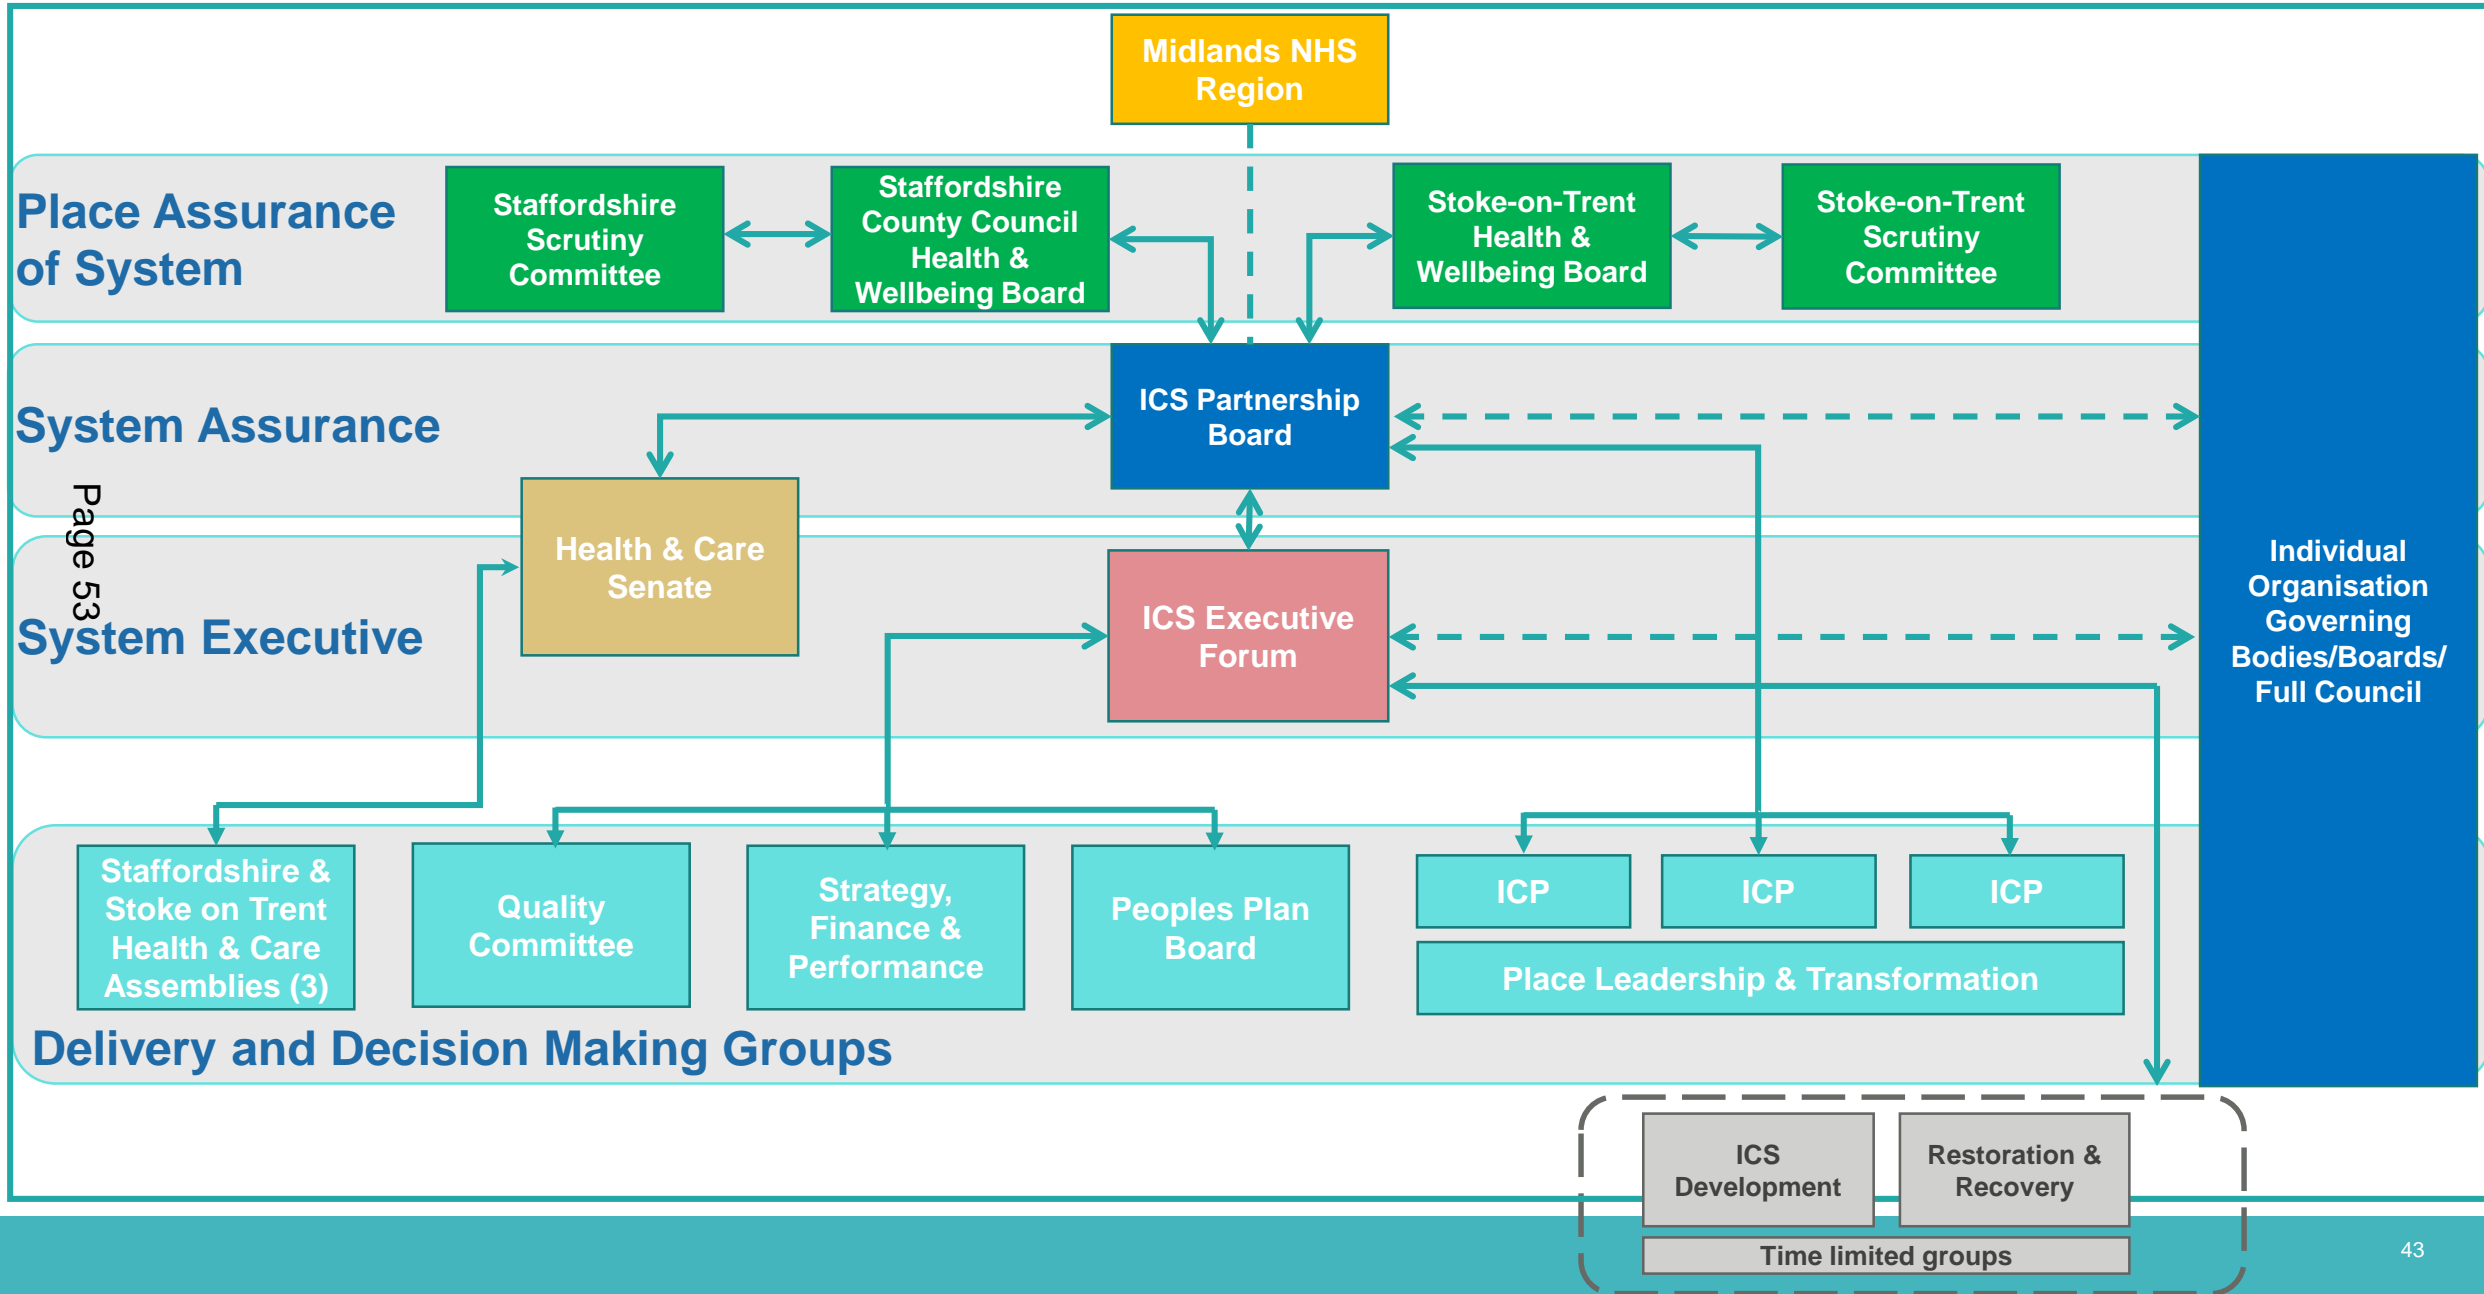 Midlands NHS
Region
Place Assurance
of System
Staffordshire
Scrutiny
Committee
Staffordshire
County Council
Health &
Wellbeing Board
Stoke-on-Trent
Health &
Wellbeing Board
Stoke-on-Trent
Scrutiny
Committee
System Assurance
ICS Partnership
Board
Page 53
Health & Care
Senate
System Executive
ICS Executive
Forum
Individual
Organisation
Governing
Bodies/Boards/
Full Council
Staffordshire &
Stoke on Trent
Health & Care
Assemblies (3)
Quality
Committee
Strategy,
Finance &
Performance
Peoples Plan
Board
ICP
ICP
ICP
Place Leadership & Transformation
Delivery and Decision Making Groups
ICS
Development
Restoration &
Recovery
Time limited groups
43